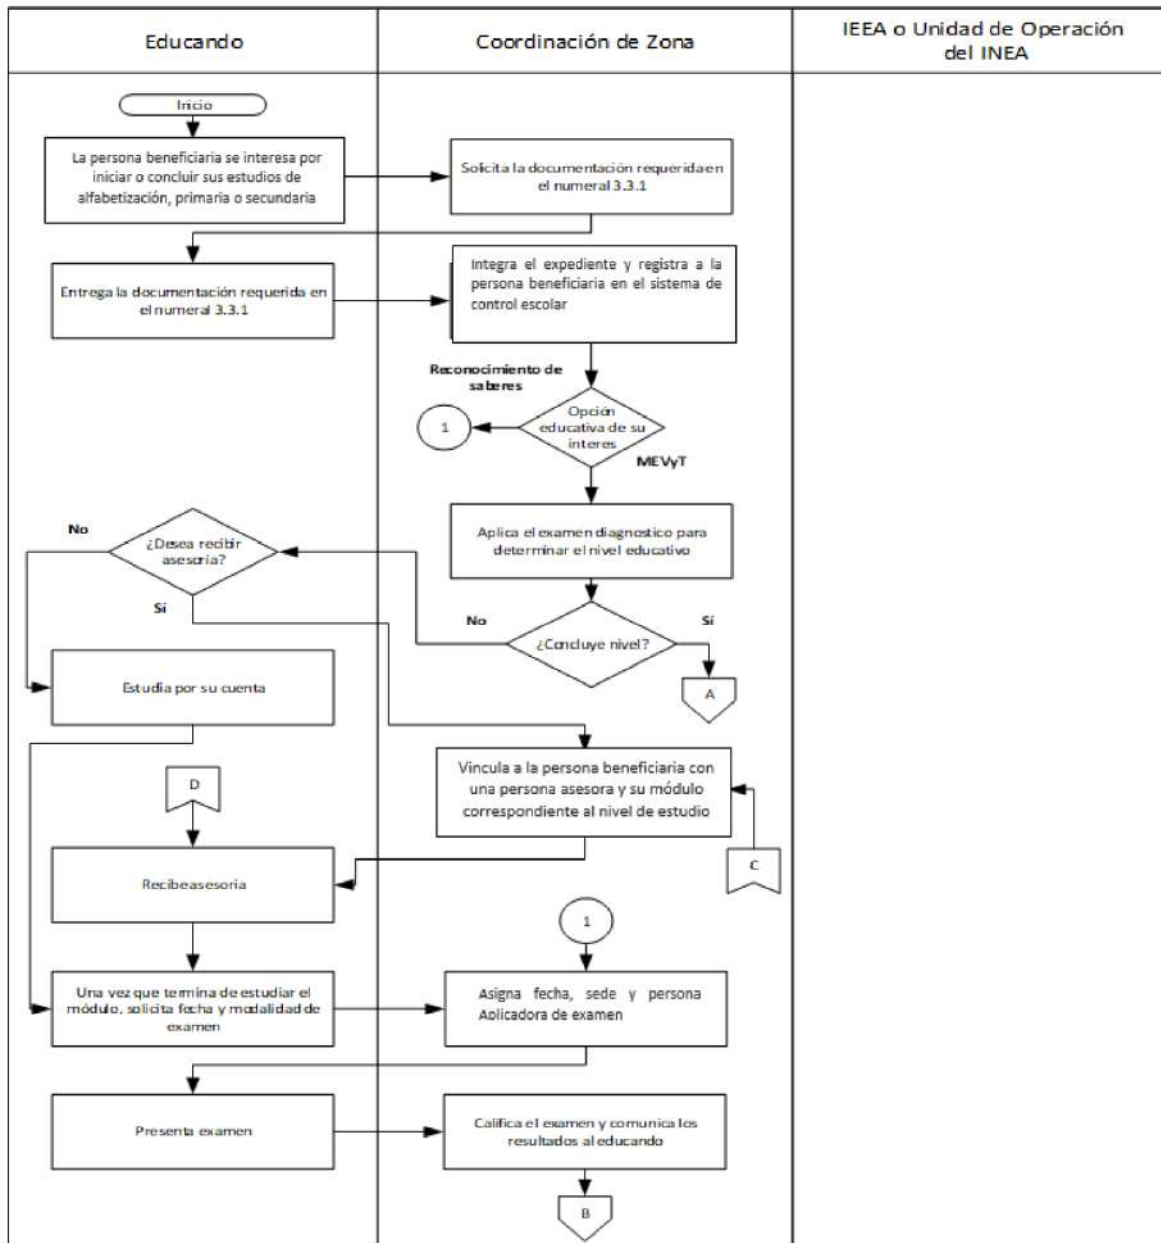 Educando
Coordinación de Zona
IEEA o Unidad de Operación
del INEA
Inicio
La persona beneficiaria se interesa por
iniciar o concluir sus estudios de
alfabetización, primaria o secundaria
Solicita la documentación requerida en
el numeral 3.3.1
Entrega la documentación requerida en
el numeral 3.3.1
Integra el expediente y registra a la
persona beneficiaria en el sistema de
control escolar
Reconocimiento de
saberes
1
Opción
educativa de su
interes
MEVyT
Aplica el examen diagnostico para
determinar el nivel educativo
No
¿Desea recibir
asesoría?
Sí
No
¿Concluye nivel?
Sí
A
Estudia por su cuenta
Vincula a la persona beneficiaria con
una persona asesora y su módulo
correspondiente al nivel de estudio
D
C
Recibe asesoria
1
Una vez que termina de estudiar el
módulo, solicita fecha y modalidad de
examen
Asigna fecha, sede y persona
Aplicadora de examen
Presenta examen
Califica el examen y comunica los
resultados al educando
B